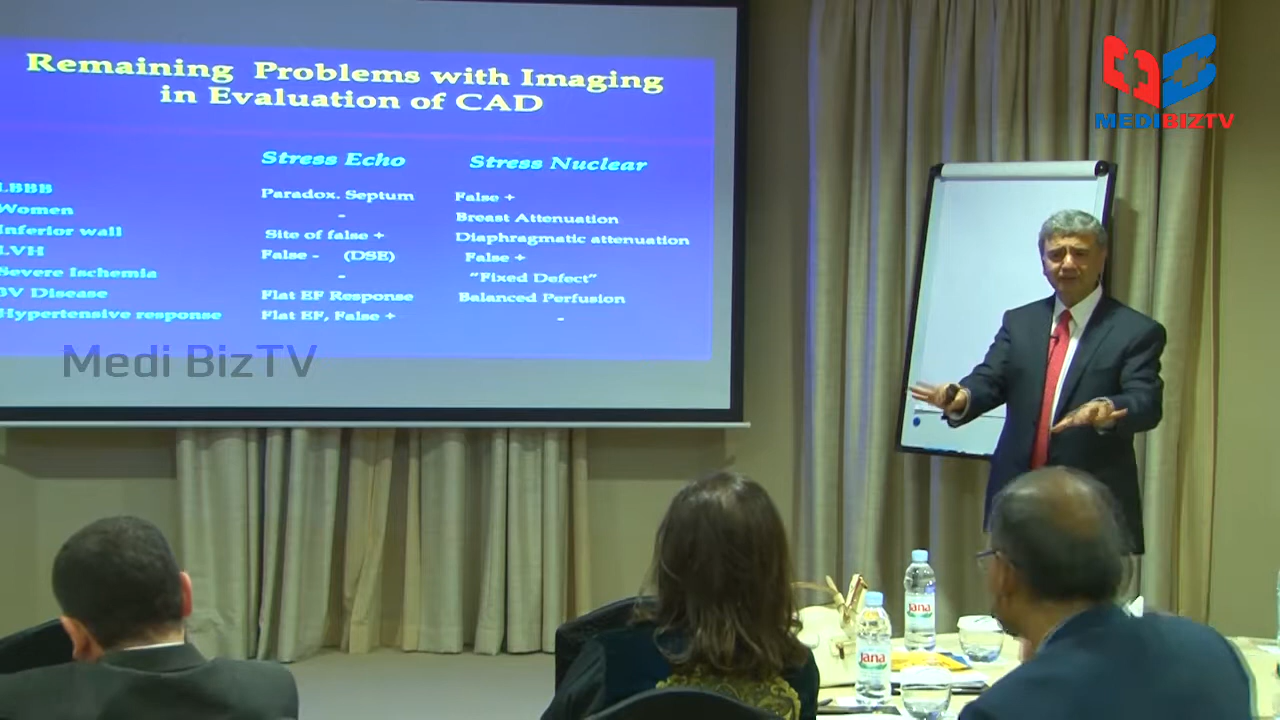 Remaining Problems with Imaging
in Evaluation of CAD
Stress Echo Stress Nuclear
LBBB Paradox. Septum False +
Women - Breast Attenuation
Inferior wall Site of false + Diaphragmatic attenuation
LVH False - (DSE) False +
Severe Ischemia - "Fixed Defect"
3V Disease Flat EF Response Balanced Perfusion
Hypertensive response Flat EF, False + -
Medi BizTV
MEDIBIZTV
jana
jana